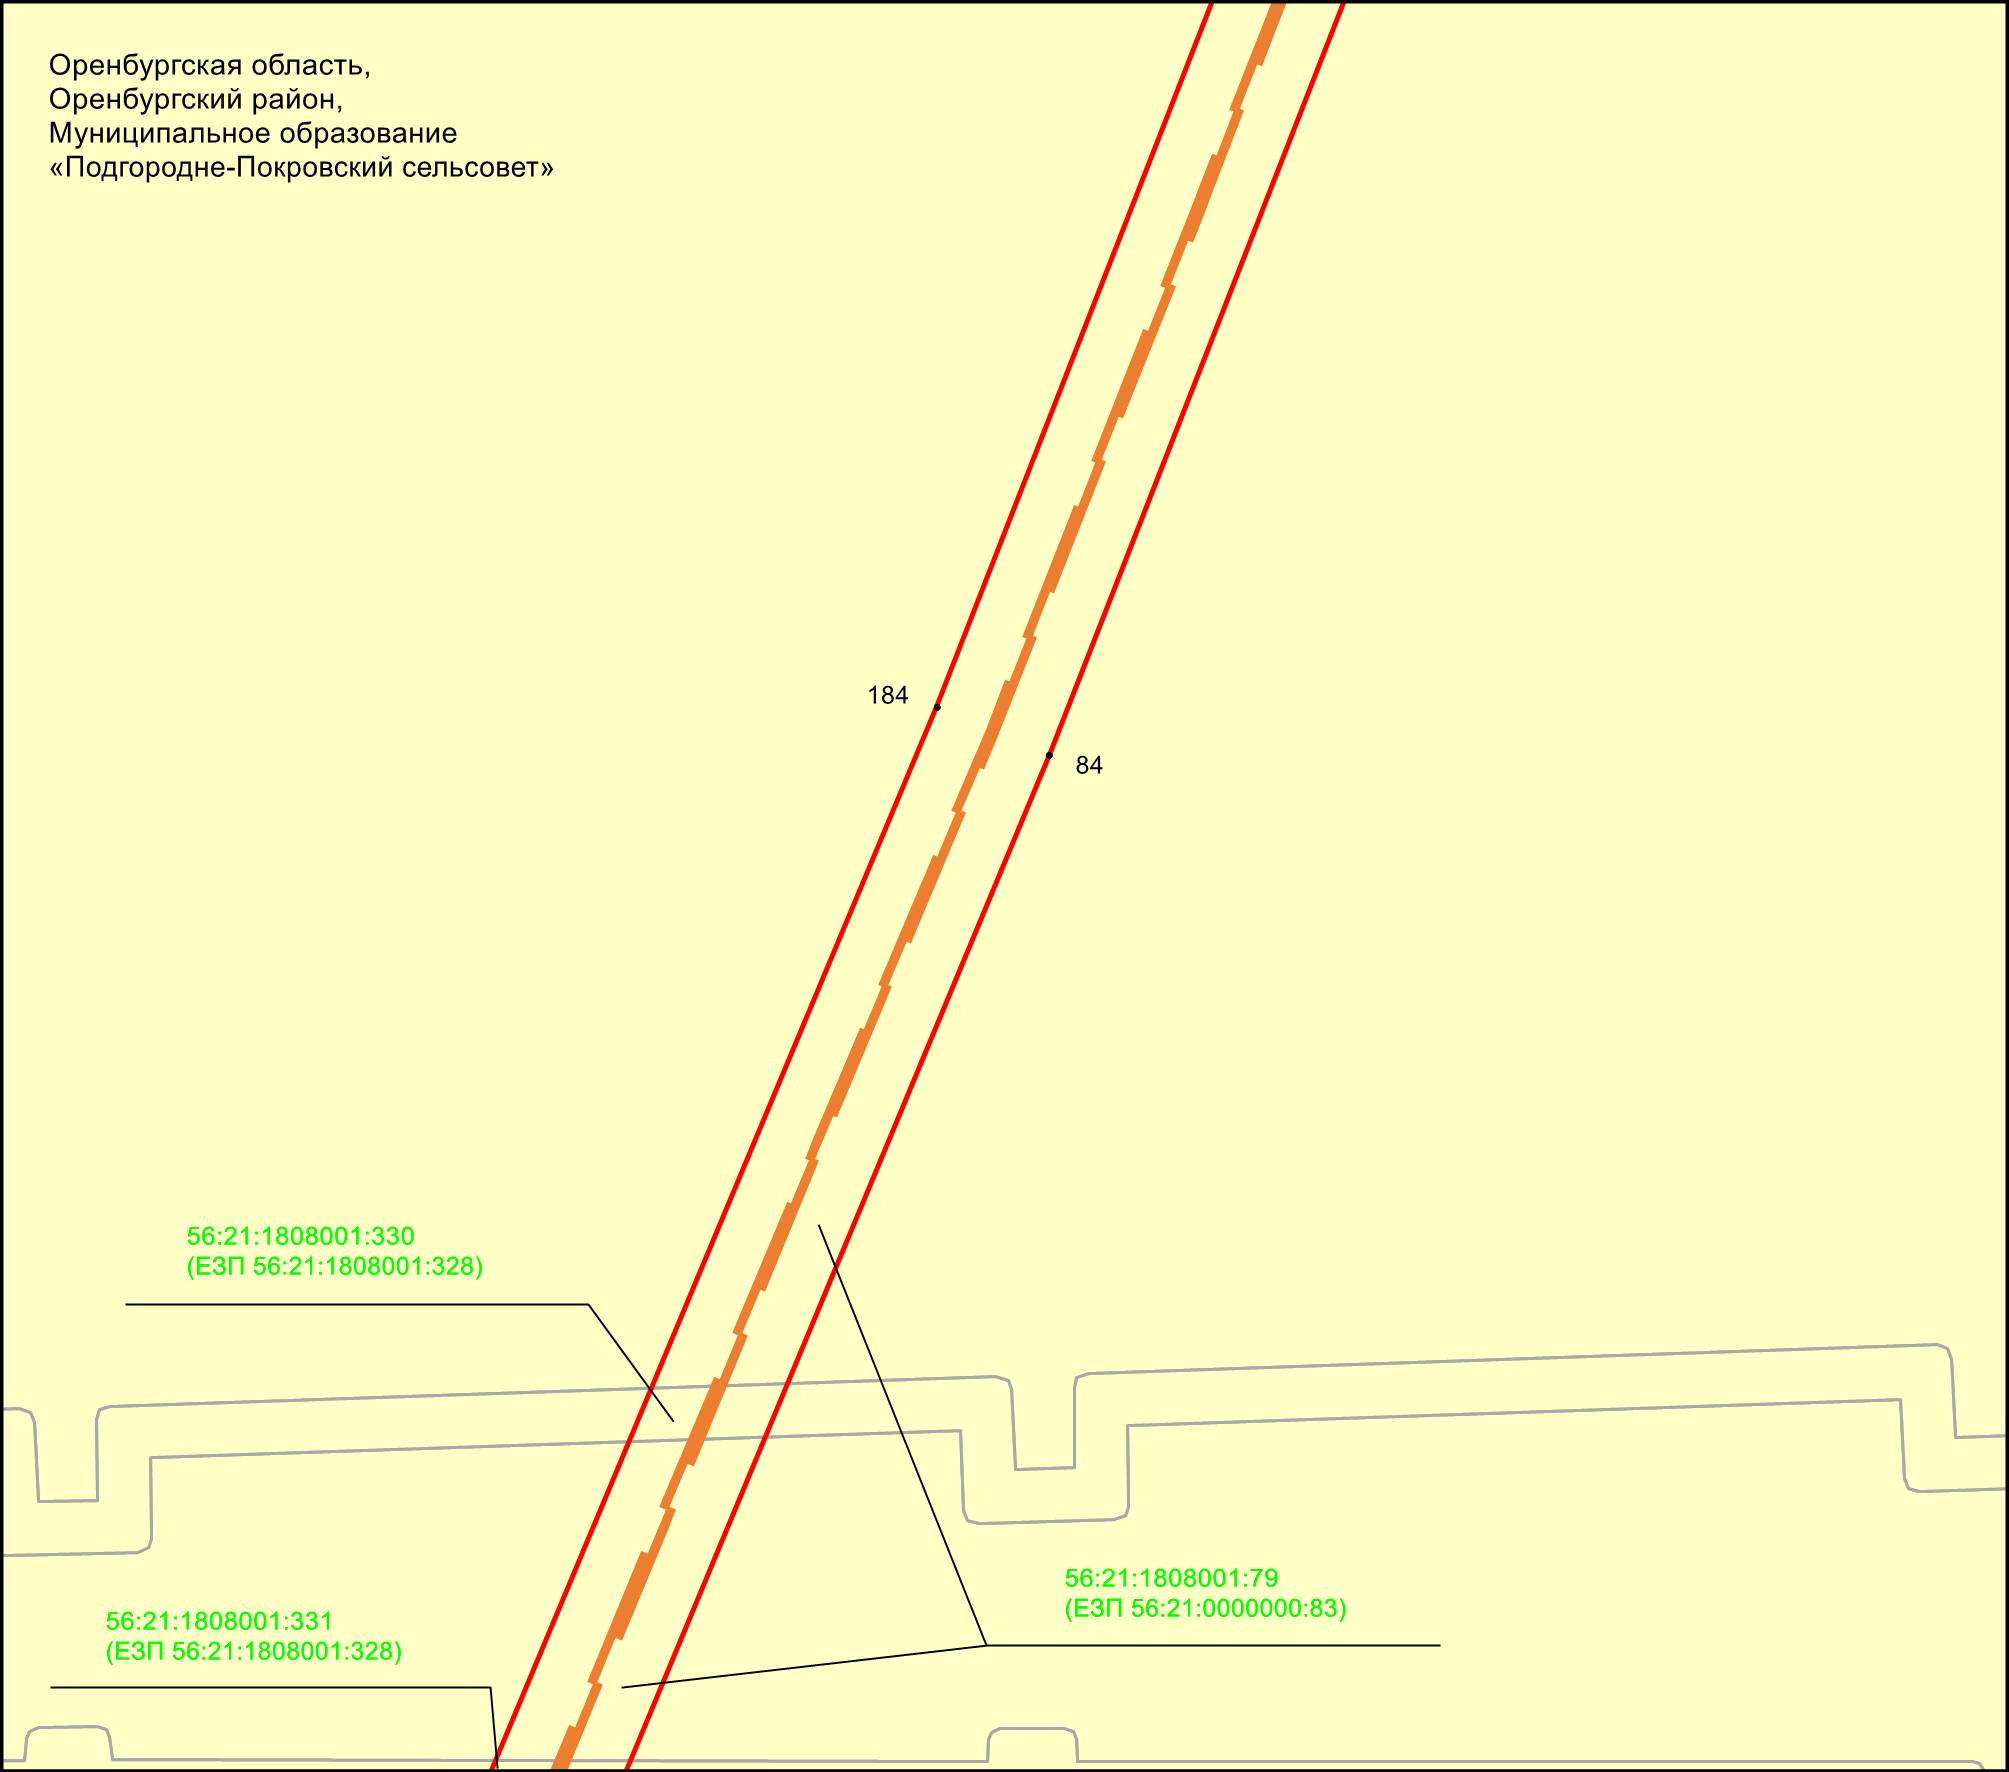 Оренбургская область,
Оренбургский район,
Муниципальное образование
«Подгородне-Покровский сельсовет»
184
84
56:21:1808001:330
(ЕЗП 56:21:1808001:328)
56:21:1808001:79
(ЕЗП 56:21:0000000:83)
56:21:1808001:331
(ЕЗП 56:21:1808001:328)